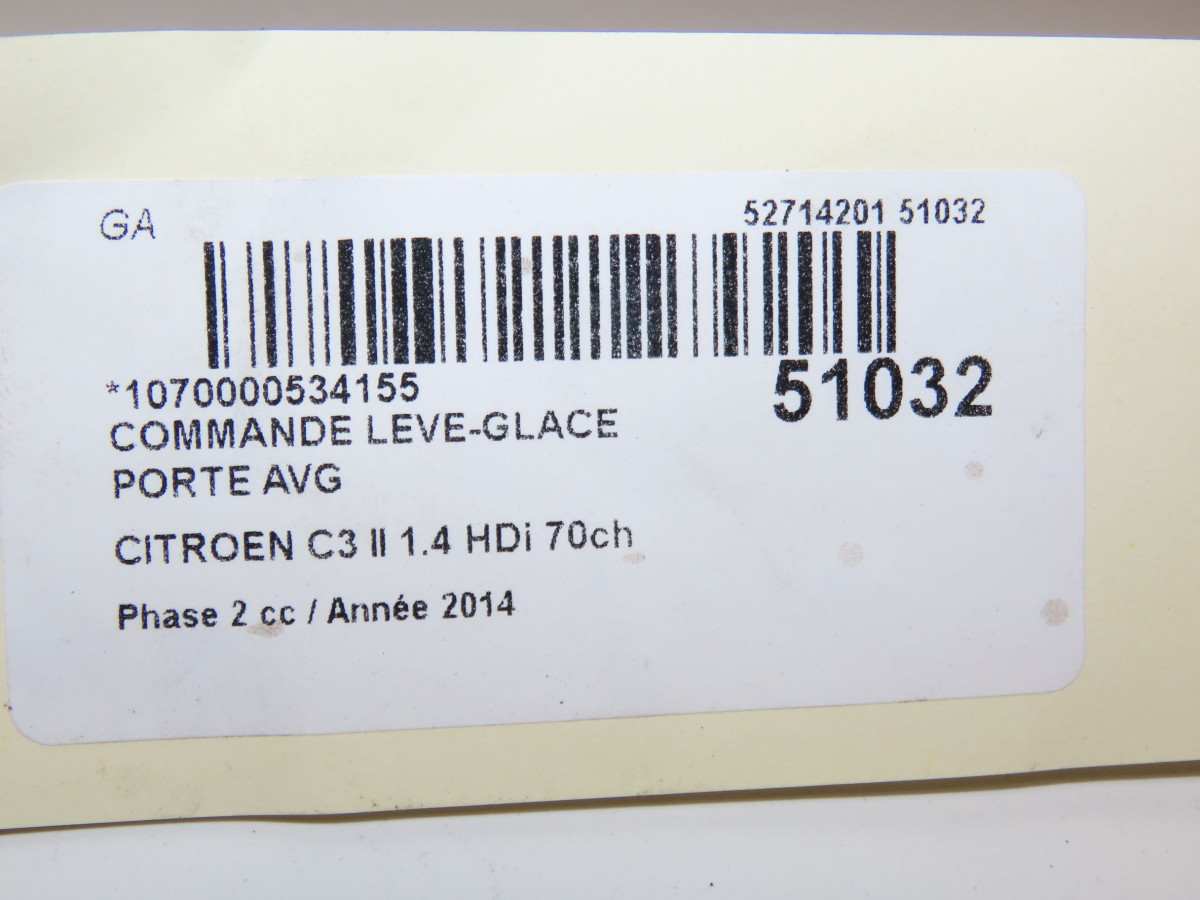 GA
52714201 51032
*1070000534155
51032
COMMANDE LEVE-GLACE
PORTE AVG
CITROEN C3 II 1.4 HDi 70ch
Phase 2 cc / Année 2014